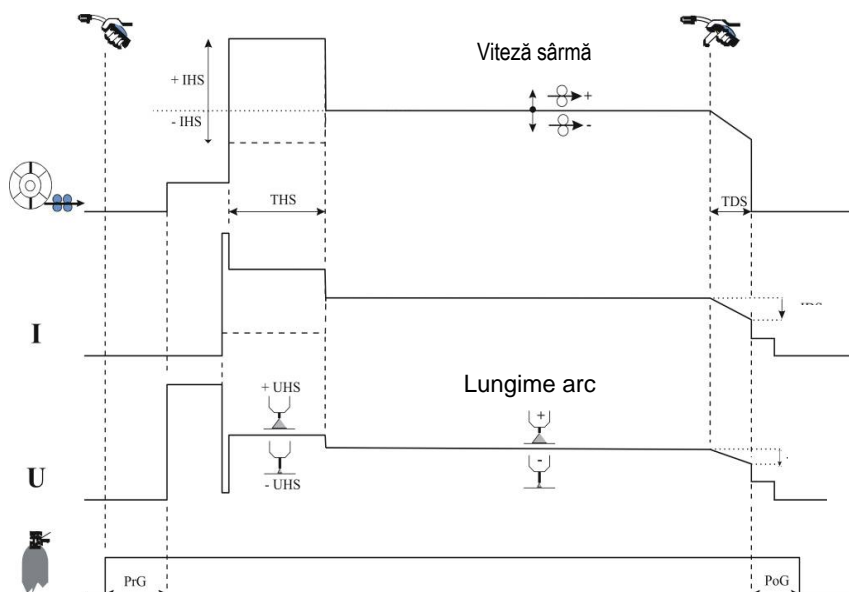 Viteză sârmă
+ IHS
- IHS
+
-
THS
TDS
I
+ UHS
Lungime arc
+
-
- UHS
U
PrG
PoG